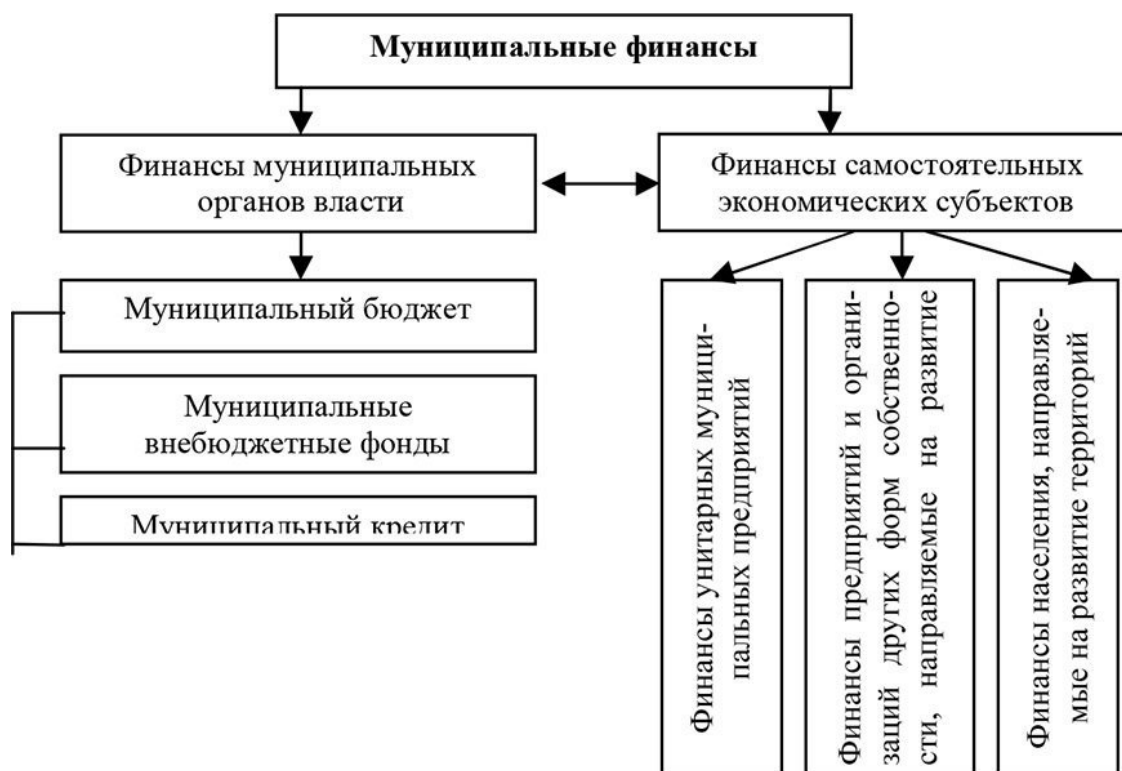 Муниципальные финансы
Финансы муниципальных
органов власти
Финансы самостоятельных
экономических субъектов
Муниципальный бюджет
Муниципальные
внебюджетные фонды
Муниципальный кредит
Финансы унитарных муници-
пальных предприятий
Финансы предприятий и органи-
заций других форм собственно-
сти, направляемые на развитие
Финансы населения, направляе-
мые на развитие территорий